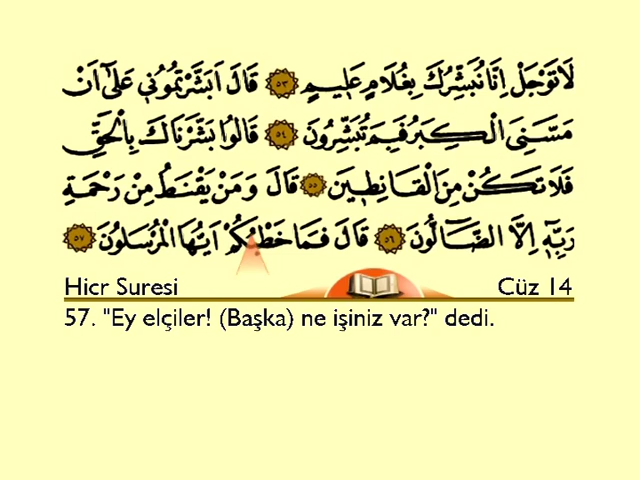 لَا تَوْجَلْ اِنَّا نُبَشِّرُكَ بِغُلَامٍ عَلِيمٍ ﴿٥٣﴾ قَالَ اَبَشَّرْتُمُونِي عَلٰٓى اَنْ
مَسَّنِيَ الْكِبَرُ فَبِمَ تُبَشِّرُونَ ﴿٥٤﴾ قَالُوا بَشَّرْنَاكَ بِالْحَقِّ
فَلَا تَكُنْ مِنَ الْقَانِطِينَ ﴿٥٥﴾ قَالَ وَمَنْ يَقْنَطُ مِنْ رَحْمَةِ
رَبِّهِٓ اِلَّا الضَّٓالُّونَ ﴿٥٦﴾ قَالَ فَمَا خَطْبُكُمْ اَيُّهَا الْمُرْسَلُونَ ﴿٥٧﴾
Hicr Suresi Cüz 14
57. "Ey elçiler! (Başka) ne işiniz var?" dedi.